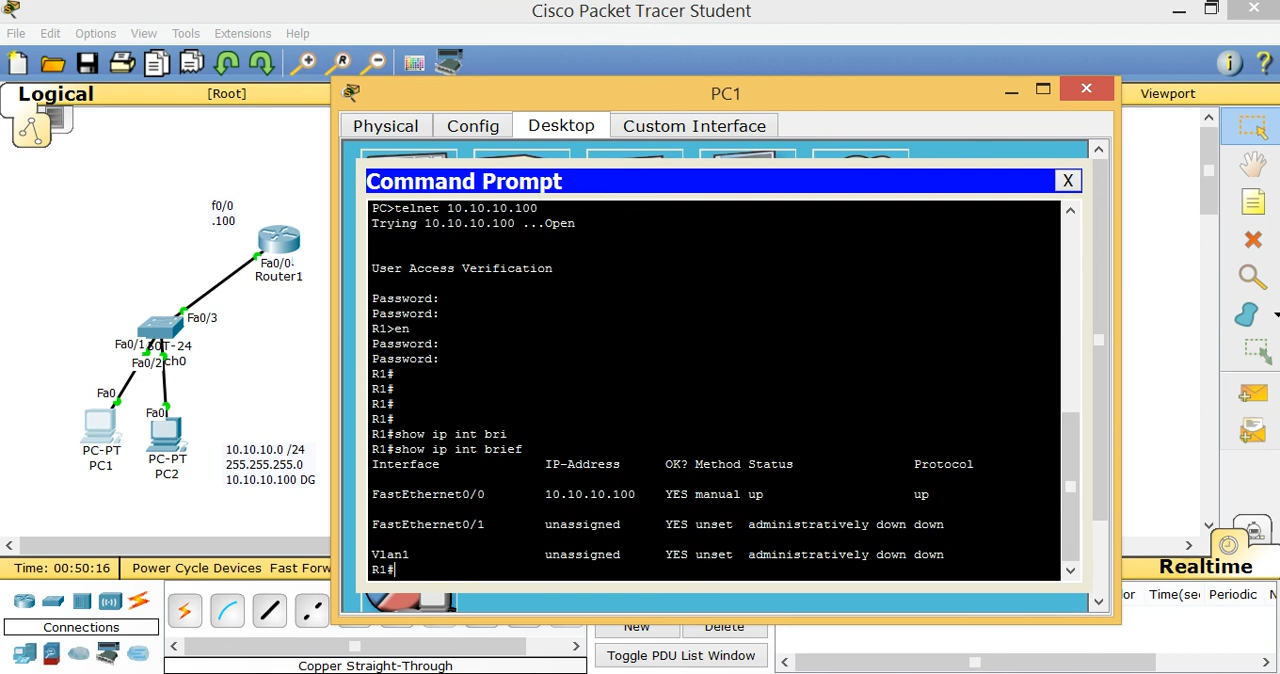 Cisco Packet Tracer Student
File Edit Options View Tools Extensions Help
Logical [Root] Viewport
PC1
Physical Config Desktop Custom Interface
Command Prompt X
PC>telnet 10.10.10.100
Trying 10.10.10.100 ...Open
User Access Verification
Password:
Password:
R1>en
Password:
Password:
R1#
R1#
R1#
R1#
R1#show ip int bri
R1#show ip int brief
Interface IP-Address OK? Method Status Protocol
FastEthernet0/0 10.10.10.100 YES manual up up
FastEthernet0/1 unassigned YES unset administratively down down
Vlan1 unassigned YES unset administratively down down
R1#
f0/0
.100
Fa0/0
Router1
Fa0/3
Fa0/1
Fa0/2
Fa0
Fa0
PC-PT
PC1
PC-PT
PC2
10.10.10.0 /24
255.255.255.0
10.10.10.100 DG
Time: 00:50:16 Power Cycle Devices Fast Forw
Realtime
Connections
Copper Straight-Through
New Delete
Toggle PDU List Window
Time(sec Periodic N